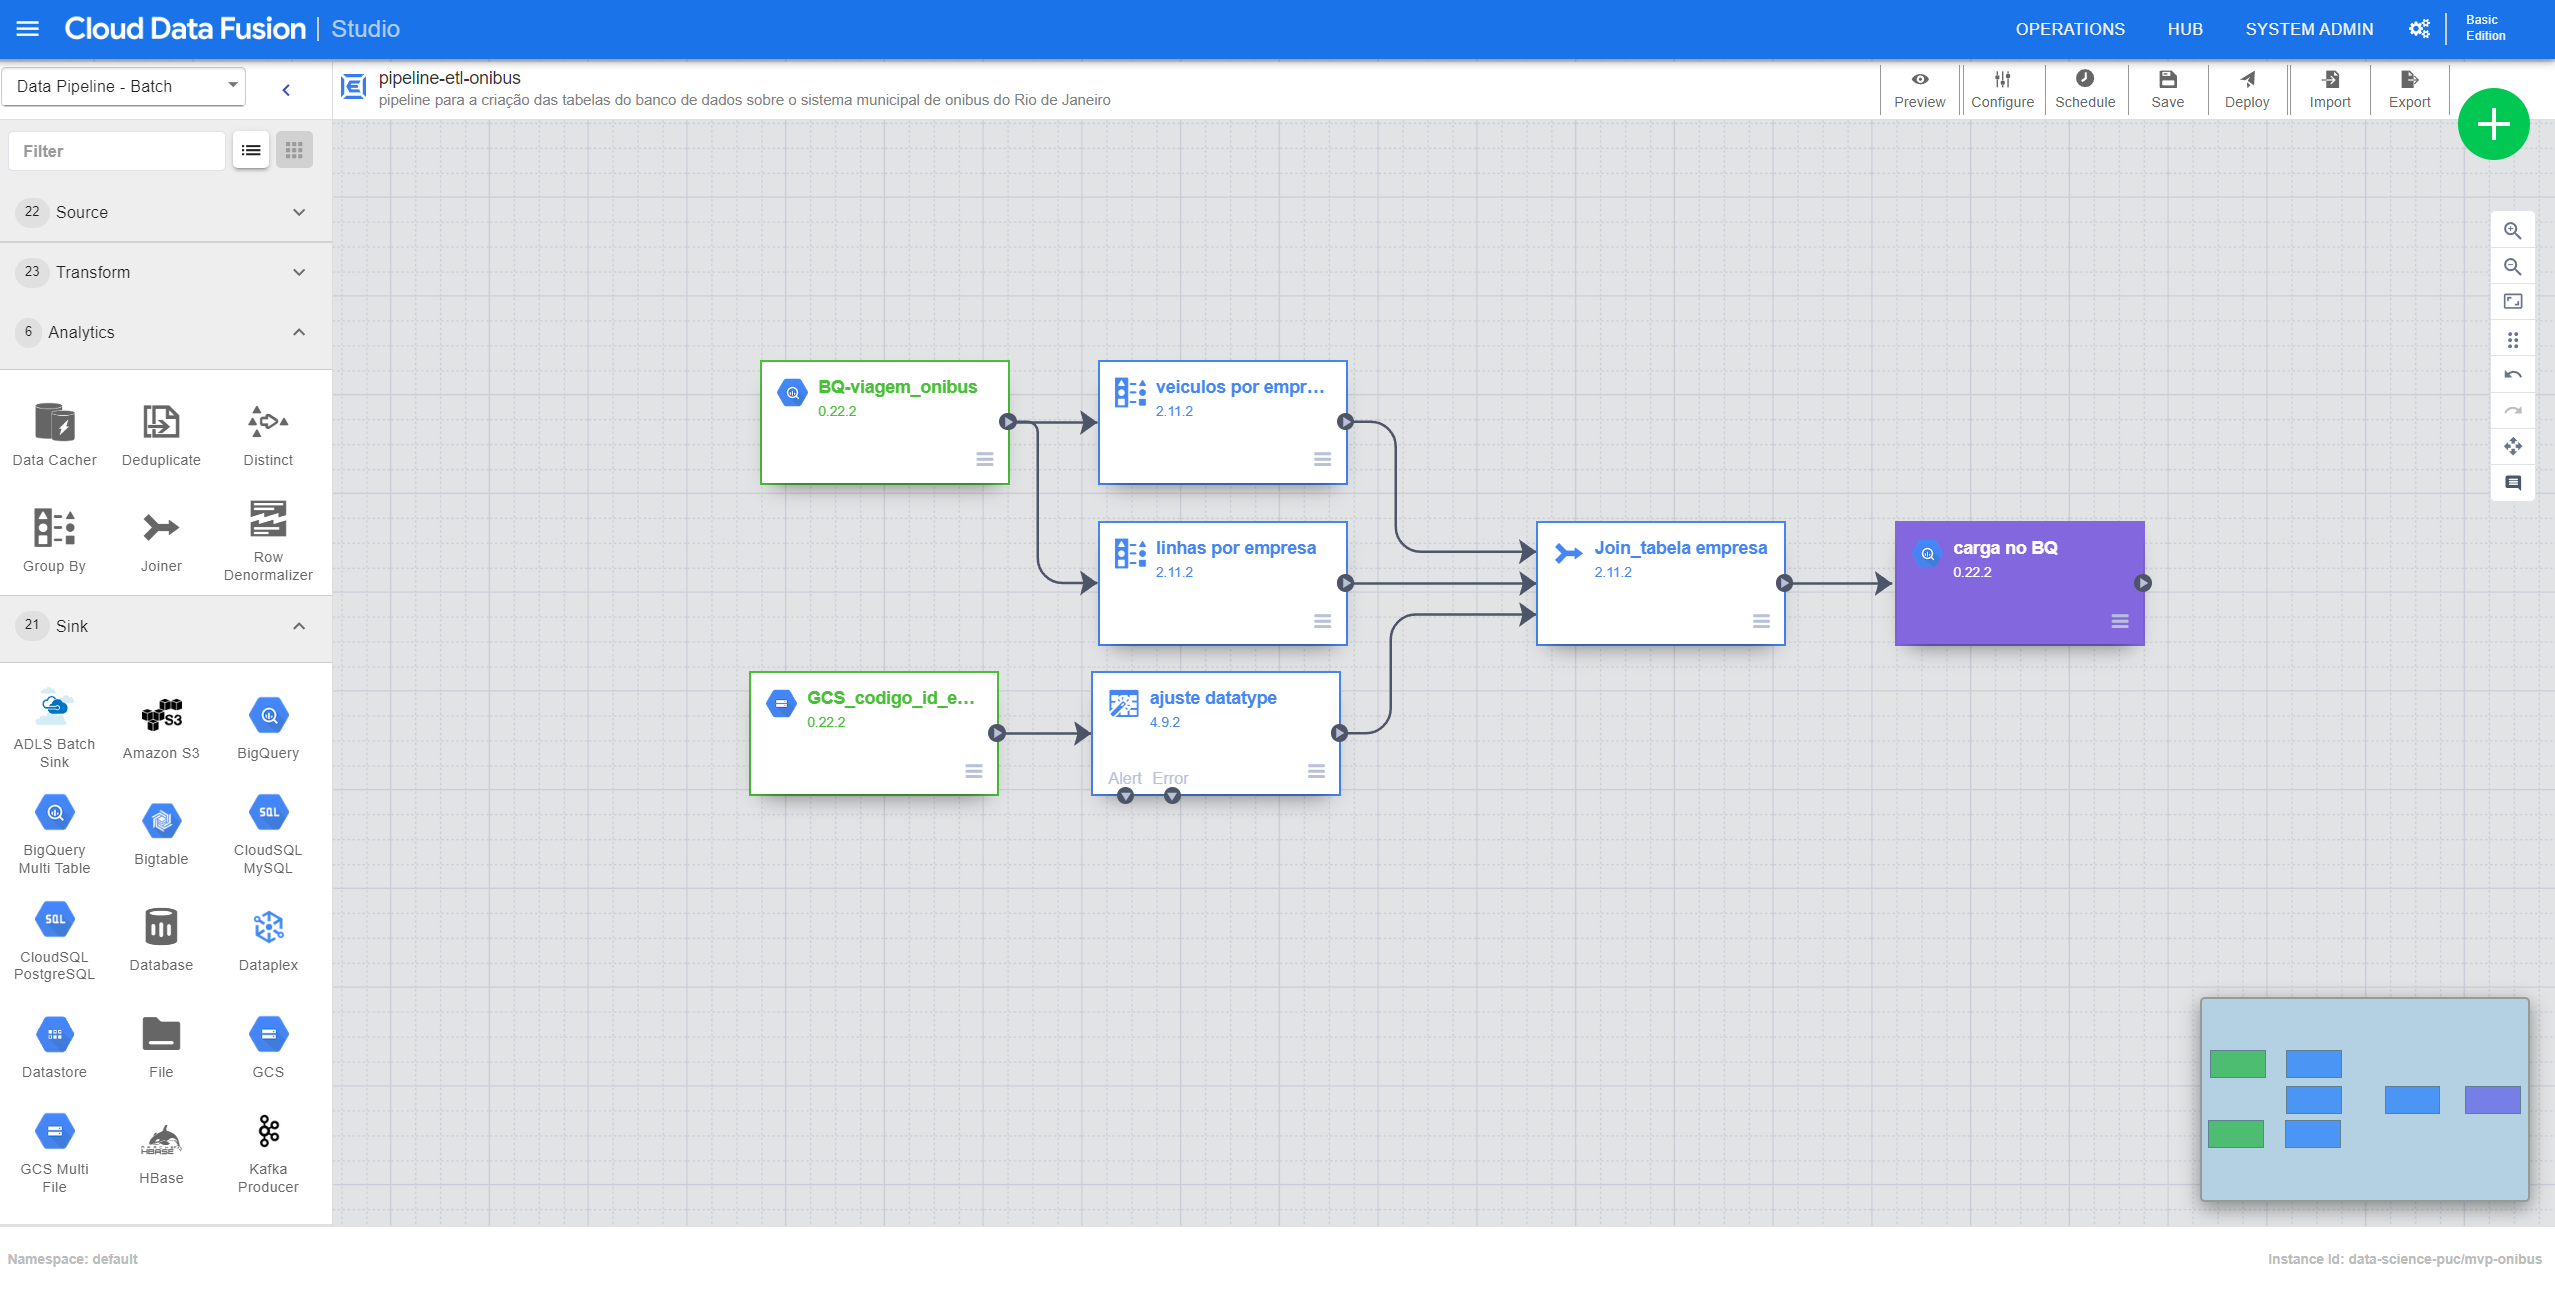 Cloud Data Fusion | Studio
OPERATIONS
HUB
SYSTEM ADMIN
Basic
Edition
Data Pipeline - Batch
pipeline-etl-onibus
pipeline para a criação das tabelas do banco de dados sobre o sistema municipal de onibus do Rio de Janeiro
Preview
Configure
Schedule
Save
Deploy
Import
Export
Filter
22 Source
23 Transform
6 Analytics
Data Cacher
Deduplicate
Distinct
Group By
Joiner
Row
Denormalizer
21 Sink
ADLS Batch
Sink
S3
Amazon S3
BigQuery
BigQuery
Multi Table
Bigtable
SQL
CloudSQL
MySQL
SQL
CloudSQL
PostgreSQL
Database
Dataplex
Datastore
File
GCS
GCS Multi
File
HBASE
HBase
Kafka
Producer
BQ-viagem_onibus
0.22.2
veiculos por empr...
2.11.2
linhas por empresa
2.11.2
Join_tabela empresa
2.11.2
carga no BQ
0.22.2
GCS_codigo_id_e...
0.22.2
ajuste datatype
4.9.2
Alert Error
Namespace: default
Instance Id: data-science-puc/mvp-onibus